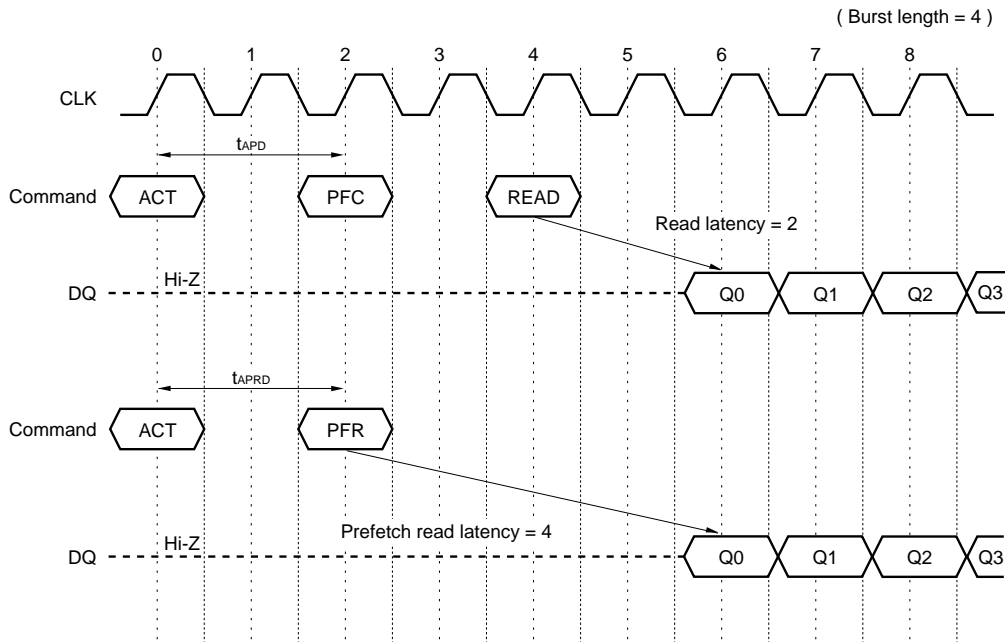 ( Burst length = 4 )
0 1 2 3 4 5 6 7 8
CLK
tAPD
Command ACT PFC READ
Read latency = 2
Hi-Z
DQ Q0 Q1 Q2 Q3
tAPRD
Command ACT PFR
Prefetch read latency = 4
Hi-Z
DQ Q0 Q1 Q2 Q3